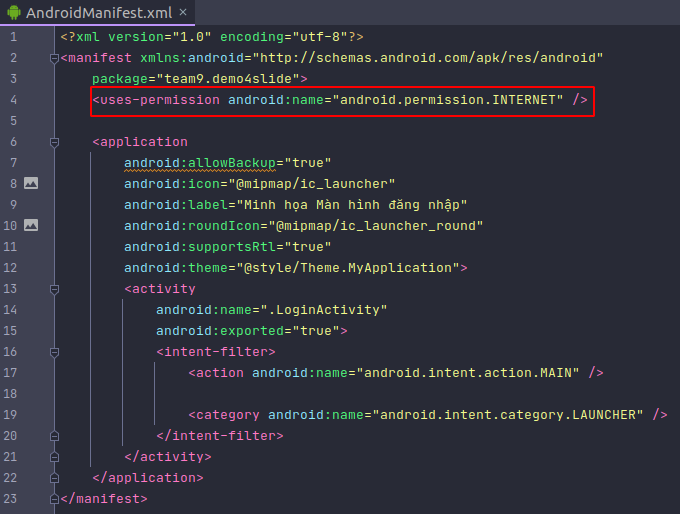 AndroidManifest.xml ×
1 <?xml version="1.0" encoding="utf-8"?>
2 <manifest xmlns:android="http://schemas.android.com/apk/res/android"
3 package="team9.demo4slide">
4 <uses-permission android:name="android.permission.INTERNET" />
5
6 <application
7 android:allowBackup="true"
8 android:icon="@mipmap/ic_launcher"
9 android:label="Minh họa Màn hình đăng nhập"
10 android:roundIcon="@mipmap/ic_launcher_round"
11 android:supportsRtl="true"
12 android:theme="@style/Theme.MyApplication">
13 <activity
14 android:name=".LoginActivity"
15 android:exported="true">
16 <intent-filter>
17 <action android:name="android.intent.action.MAIN" />
18
19 <category android:name="android.intent.category.LAUNCHER" />
20 </intent-filter>
21 </activity>
22 </application>
23 </manifest>